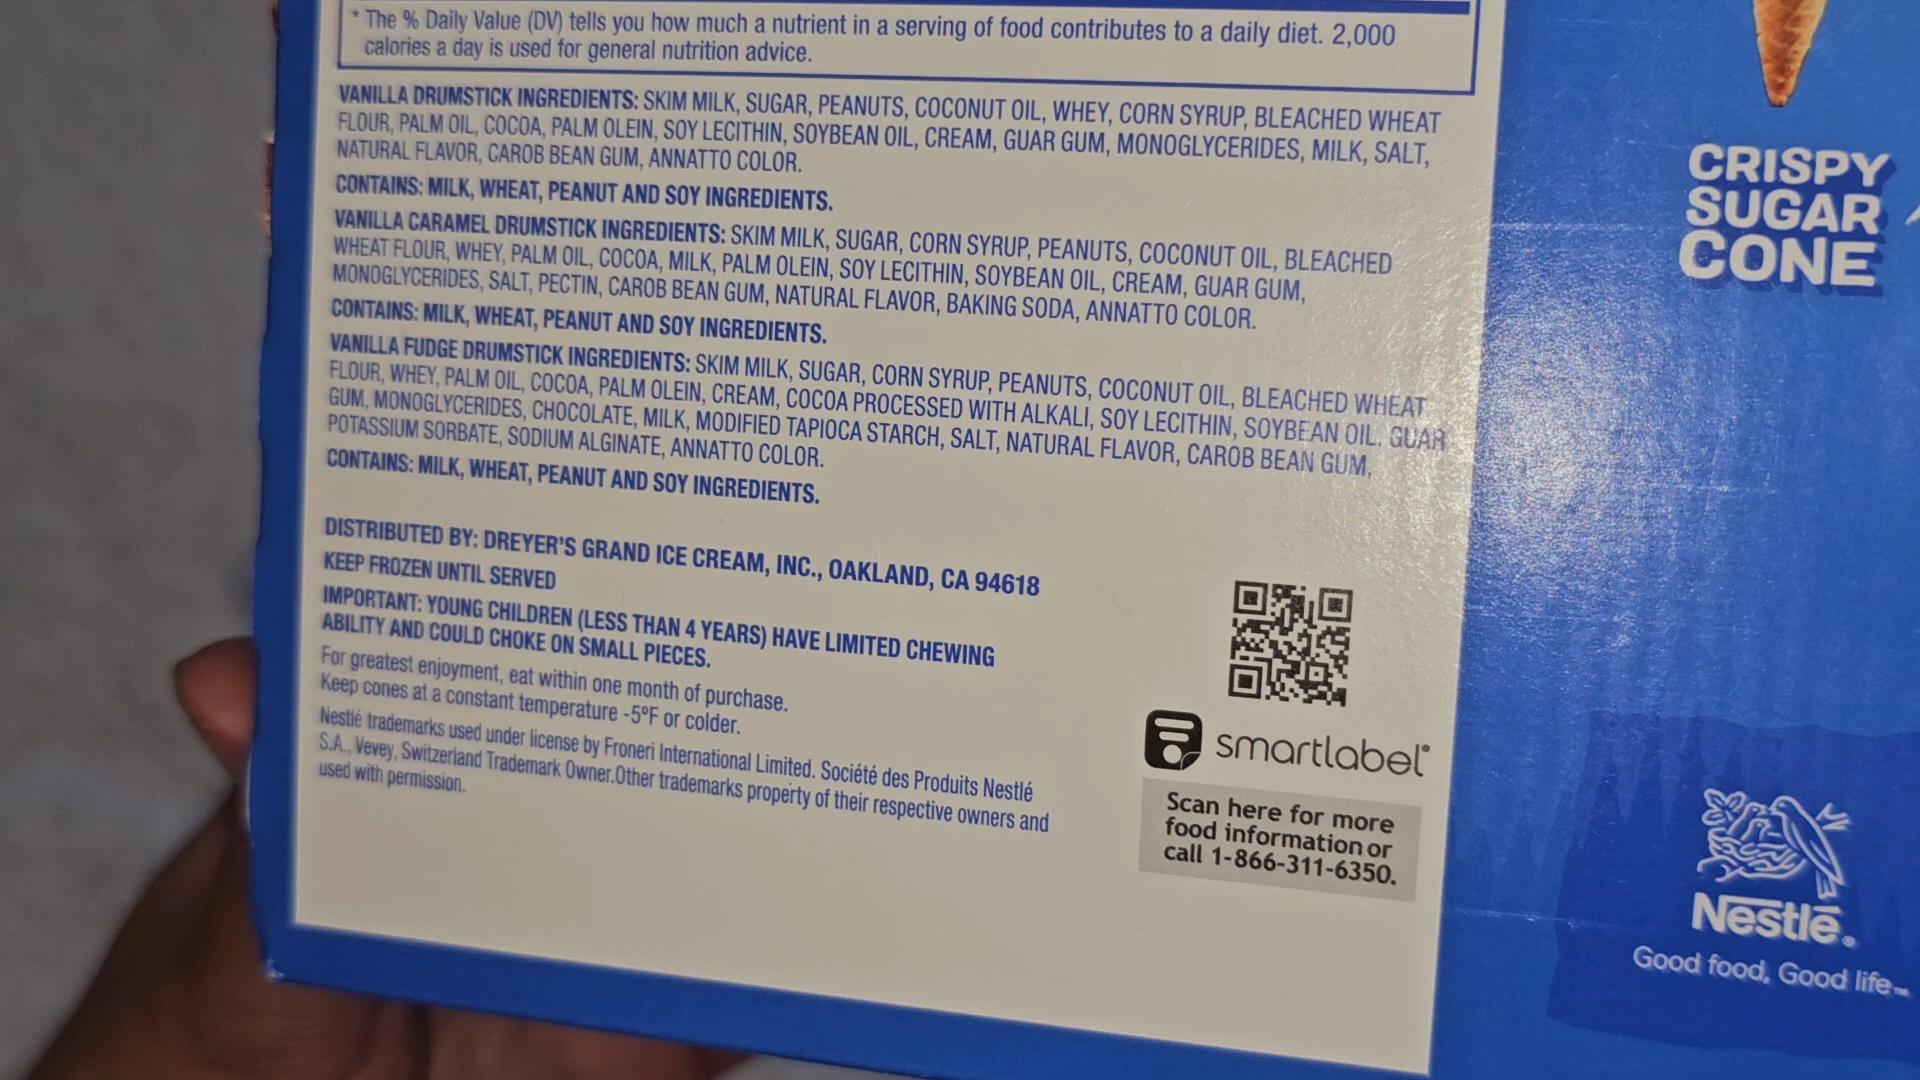 * The % Daily Value (DV) tells you how much a nutrient in a serving of food contributes to a daily diet. 2,000
calories a day is used for general nutrition advice.
VANILLA DRUMSTICK INGREDIENTS: SKIM MILK, SUGAR, PEANUTS, COCONUT OIL, WHEY, CORN SYRUP, BLEACHED WHEAT
FLOUR, PALM OIL, COCOA, PALM OLEIN, SOY LECITHIN, SOYBEAN OIL, CREAM, GUAR GUM, MONOGLYCERIDES, MILK, SALT,
NATURAL FLAVOR, CAROB BEAN GUM, ANNATTO COLOR.
CONTAINS: MILK, WHEAT, PEANUT AND SOY INGREDIENTS.
VANILLA CARAMEL DRUMSTICK INGREDIENTS: SKIM MILK, SUGAR, CORN SYRUP, PEANUTS, COCONUT OIL, BLEACHED
WHEAT FLOUR, WHEY, PALM OIL, COCOA, MILK, PALM OLEIN, SOY LECITHIN, SOYBEAN OIL, CREAM, GUAR GUM,
MONOGLYCERIDES, SALT, PECTIN, CAROB BEAN GUM, NATURAL FLAVOR, BAKING SODA, ANNATTO COLOR.
CONTAINS: MILK, WHEAT, PEANUT AND SOY INGREDIENTS.
VANILLA FUDGE DRUMSTICK INGREDIENTS: SKIM MILK, SUGAR, CORN SYRUP, PEANUTS, COCONUT OIL, BLEACHED WHEAT
FLOUR, WHEY, PALM OIL, COCOA, PALM OLEIN, CREAM, COCOA PROCESSED WITH ALKALI, SOY LECITHIN, SOYBEAN OIL. GUAR
GUM, MONOGLYCERIDES, CHOCOLATE, MILK, MODIFIED TAPIOCA STARCH, SALT, NATURAL FLAVOR, CAROB BEAN GUM,
POTASSIUM SORBATE, SODIUM ALGINATE, ANNATTO COLOR.
CONTAINS: MILK, WHEAT, PEANUT AND SOY INGREDIENTS.
DISTRIBUTED BY: DREYER'S GRAND ICE CREAM, INC., OAKLAND, CA 94618
KEEP FROZEN UNTIL SERVED
IMPORTANT: YOUNG CHILDREN (LESS THAN 4 YEARS) HAVE LIMITED CHEWING
ABILITY AND COULD CHOKE ON SMALL PIECES.
For greatest enjoyment, eat within one month of purchase.
Keep cones at a constant temperature -5°F or colder.
Nestlé trademarks used under license by Froneri International Limited. Société des Produits Nestlé
S.A., Vevey, Switzerland Trademark Owner.Other trademarks property of their respective owners and
used with permission.
smartlabel®
Scan here for more
food information or
call 1-866-311-6350.
CRISPY
SUGAR
CONE
Nestlé®
Good food, Good life™